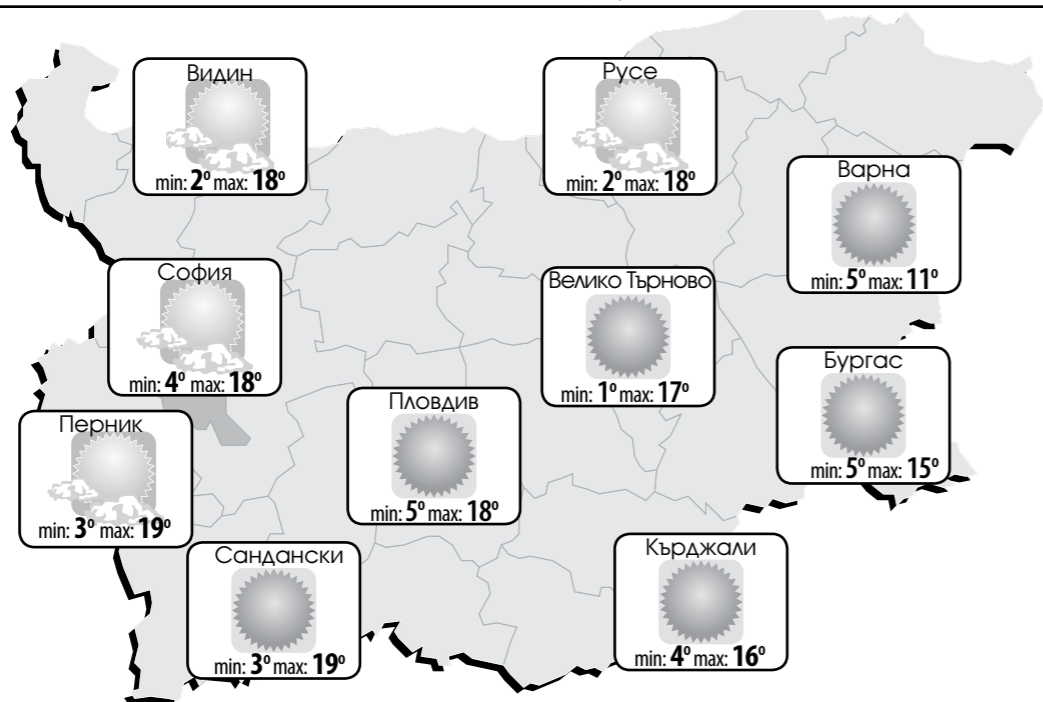 Видин
min: 2° max: 18°
Русе
min: 2° max: 18°
Варна
min: 5° max: 11°
София
min: 4° max: 18°
Велико Търново
min: 1° max: 17°
Бургас
min: 5° max: 15°
Пловдив
min: 5° max: 18°
Перник
min: 3° max: 19°
Сандански
min: 3° max: 19°
Кърджали
min: 4° max: 16°